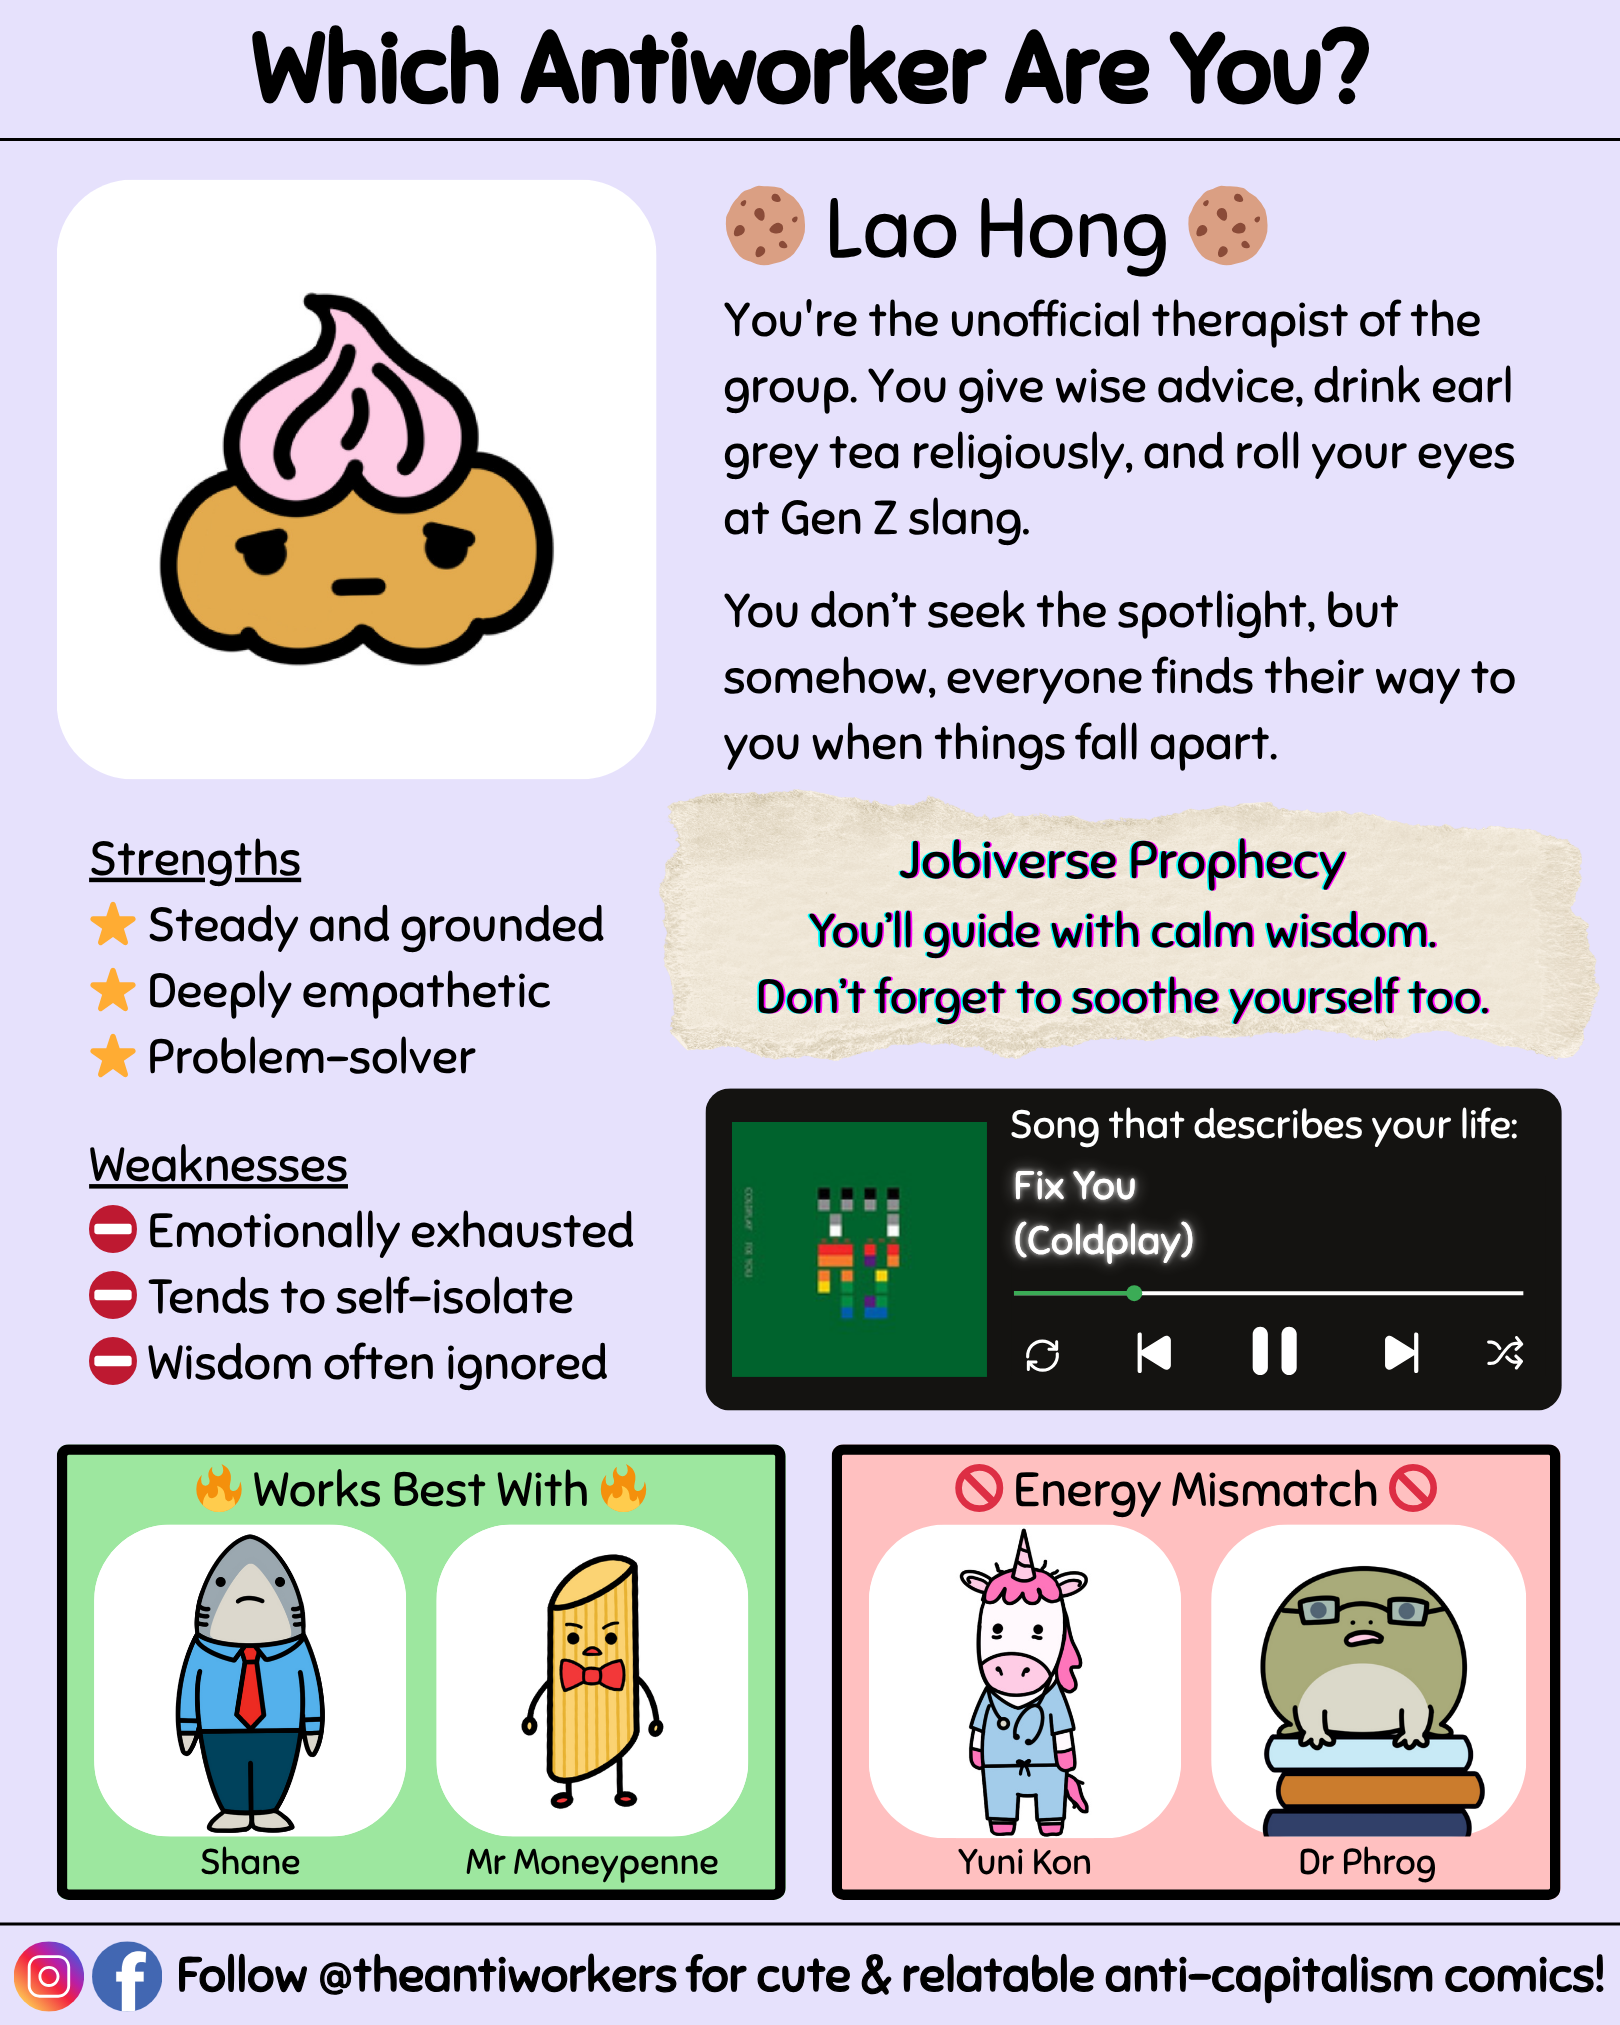 Which Antiworker Are You?
Lao Hong
You're the unofficial therapist of the
group. You give wise advice, drink earl
grey tea religiously, and roll your eyes
at Gen Z slang.
You don’t seek the spotlight, but
somehow, everyone finds their way to
you when things fall apart.
Strengths
Steady and grounded
Deeply empathetic
Problem-solver
Weaknesses
Emotionally exhausted
Tends to self-isolate
Wisdom often ignored
Jobiverse Prophecy
You’ll guide with calm wisdom.
Don’t forget to soothe yourself too.
COLDPLAY FIX YOU
Song that describes your life:
Fix You
(Coldplay)
Works Best With
Shane
Mr Moneypenne
Energy Mismatch
Yuni Kon
Dr Phrog
Follow @theantiworkers for cute & relatable anti-capitalism comics!